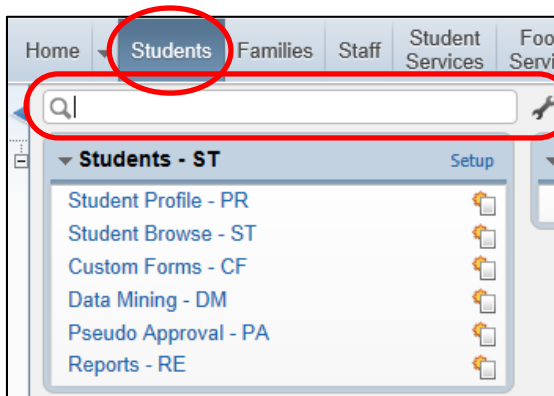 Home Students Families Staff Student Services
Students - ST Setup
Student Profile - PR
Student Browse - ST
Custom Forms - CF
Data Mining - DM
Pseudo Approval - PA
Reports - RE